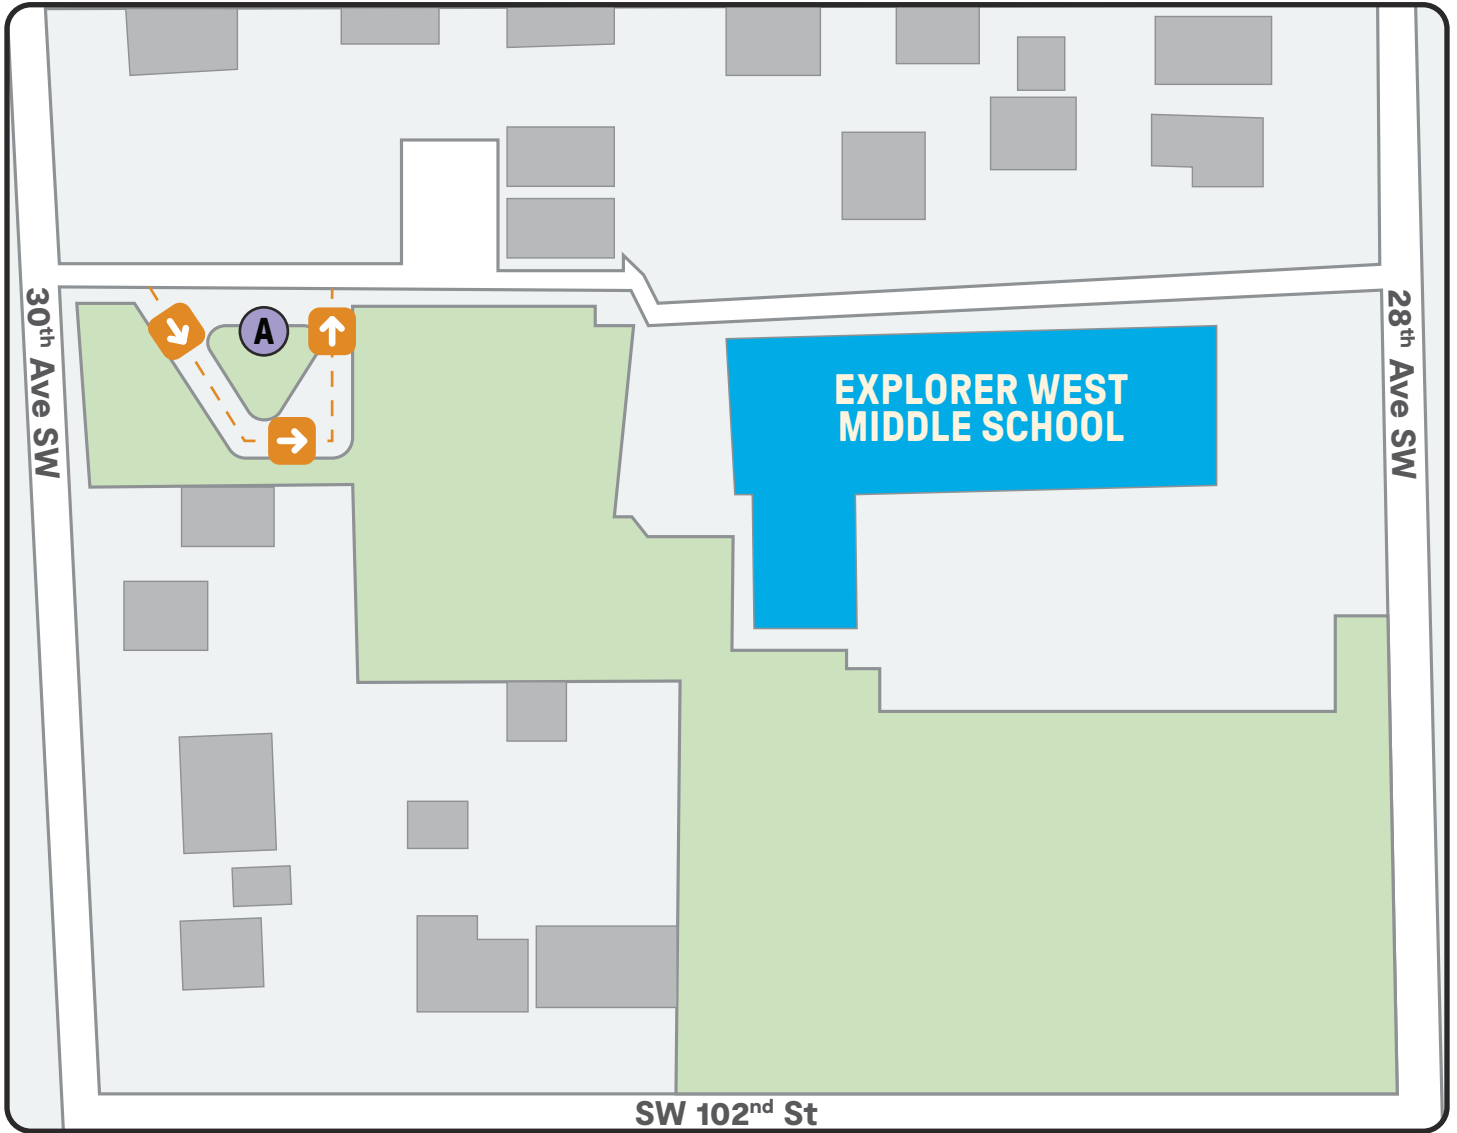 A
30th Ave SW
28th Ave SW
EXPLORER WEST
MIDDLE SCHOOL
SW 102nd St